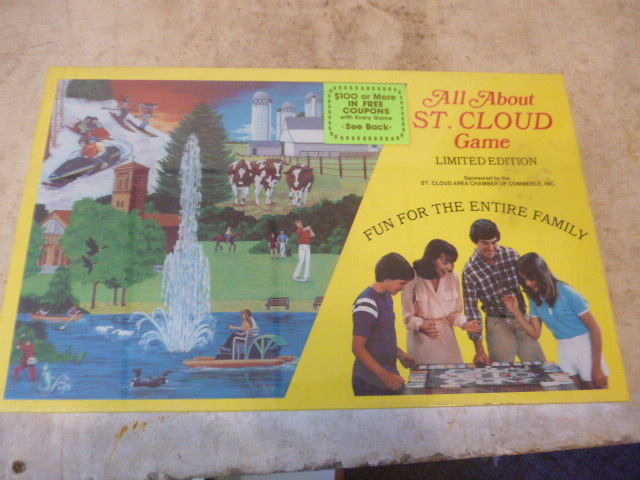 $100 or More
IN FREE
COUPONS
with Every Game
·See Back·
All About
ST. CLOUD
Game
LIMITED EDITION
Sponsored by the
ST. CLOUD AREA CHAMBER OF COMMERCE, INC.
FUN FOR THE ENTIRE FAMILY